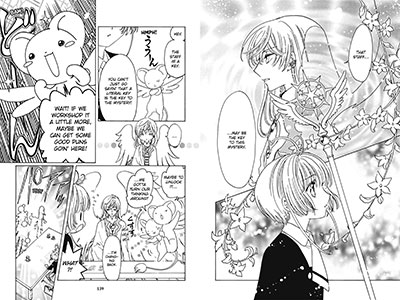 THAT
STAFF...
...MAY
BE THE
KEY TO
THIS
MYSTERY.
HEY.
THE
STAFF IS
A KEY.
HMPH!
YOU CAN'T
JUST GO
SAYIN' THAT
A LITERAL
KEY IS
THE KEY
TO THE
MYSTERY!
WAIT! IF WE
WORKSHOP IT
A LITTLE MORE,
MAYBE WE
CAN GET
SOME
GOOD PUNS
GOIN' HERE!
MAYBE TO
UNLOCK
IT...
...WE
GOTTA
TURN OUR
THINKING
AROUND!
BACK
WHAT
?!
139